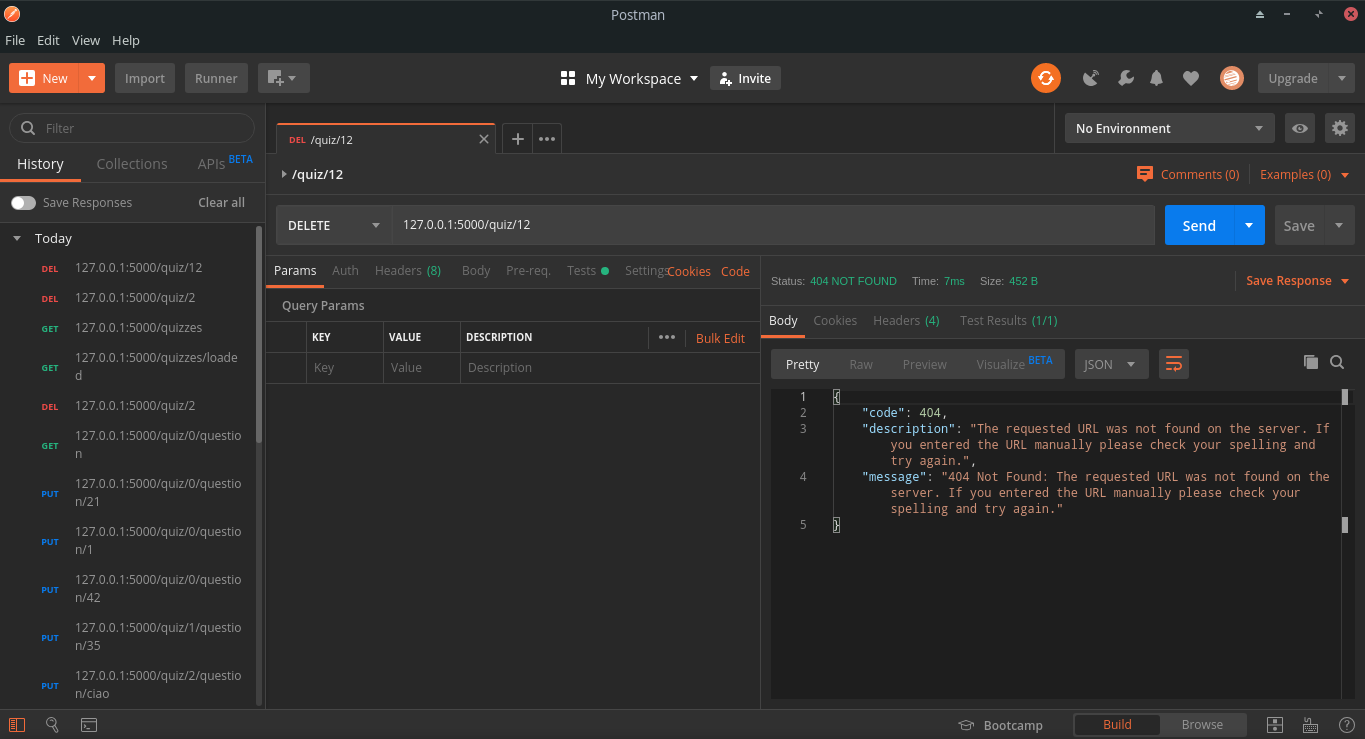 Postman
File Edit View Help
New Import Runner My Workspace Invite Upgrade
Filter
History Collections APIs BETA
Save Responses Clear all
Today
DEL 127.0.0.1:5000/quiz/12
DEL 127.0.0.1:5000/quiz/2
GET 127.0.0.1:5000/quizzes
GET 127.0.0.1:5000/quizzes/loade
d
DEL 127.0.0.1:5000/quiz/2
GET 127.0.0.1:5000/quiz/0/questio
n
PUT 127.0.0.1:5000/quiz/0/questio
n/21
PUT 127.0.0.1:5000/quiz/0/questio
n/1
PUT 127.0.0.1:5000/quiz/0/questio
n/42
PUT 127.0.0.1:5000/quiz/1/questio
n/35
PUT 127.0.0.1:5000/quiz/2/questio
n/ciao
DEL /quiz/12
No Environment
/quiz/12
Comments (0) Examples (0)
DELETE 127.0.0.1:5000/quiz/12 Send Save
Params Auth Headers (8) Body Pre-req. Tests Settings Cookies Code
Query Params
KEY VALUE DESCRIPTION Bulk Edit
Key Value Description
Status: 404 NOT FOUND Time: 7ms Size: 452 B Save Response
Body Cookies Headers (4) Test Results (1/1)
Pretty Raw Preview Visualize BETA JSON
1 {
2 "code": 404,
3 "description": "The requested URL was not found on the server. If
you entered the URL manually please check your spelling and
try again.",
4 "message": "404 Not Found: The requested URL was not found on the
server. If you entered the URL manually please check your
spelling and try again."
5 }
Bootcamp Build Browse